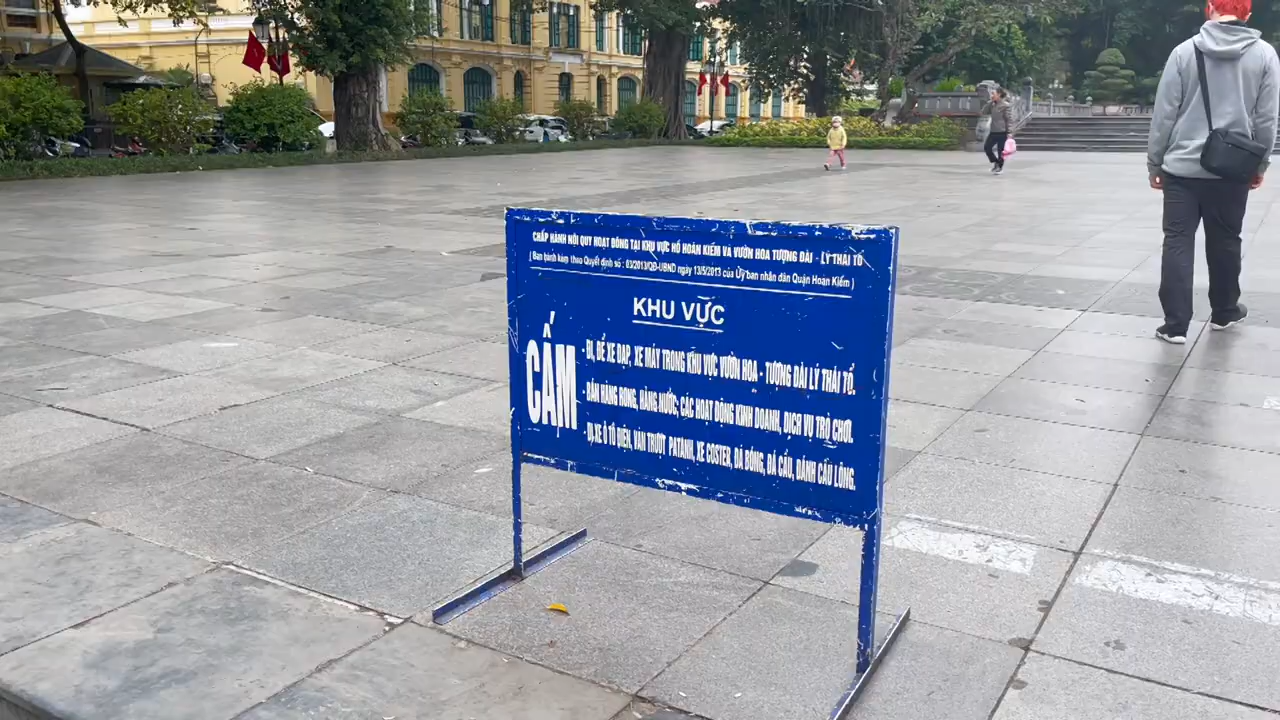 CHẤP HÀNH NỘI QUY HOẠT ĐỘNG TẠI KHU VỰC HỒ HOÀN KIẾM VÀ VƯỜN HOA TƯỢNG ĐÀI - LÝ THÁI TỔ
( Ban hành kèm theo Quyết định số : 03/2013/QĐ-UBND ngày 13/5/2013 của Ủy ban nhân dân Quận Hoàn Kiếm )
KHU VỰC
CẤM
- ĐI, ĐỂ XE ĐẠP, XE MÁY TRONG KHU VỰC VƯỜN HOA - TƯỢNG ĐÀI LÝ THÁI TỔ.
- BÁN HÀNG RONG, HÀNG NƯỚC; CÁC HOẠT ĐỘNG KINH DOANH, DỊCH VỤ TRÒ CHƠI.
- ĐI XE Ô TÔ ĐIỆN, VÁN TRƯỢT PATANH, XE COSTER, ĐÁ BÓNG, ĐÁ CẦU, ĐÁNH CẦU LÔNG.